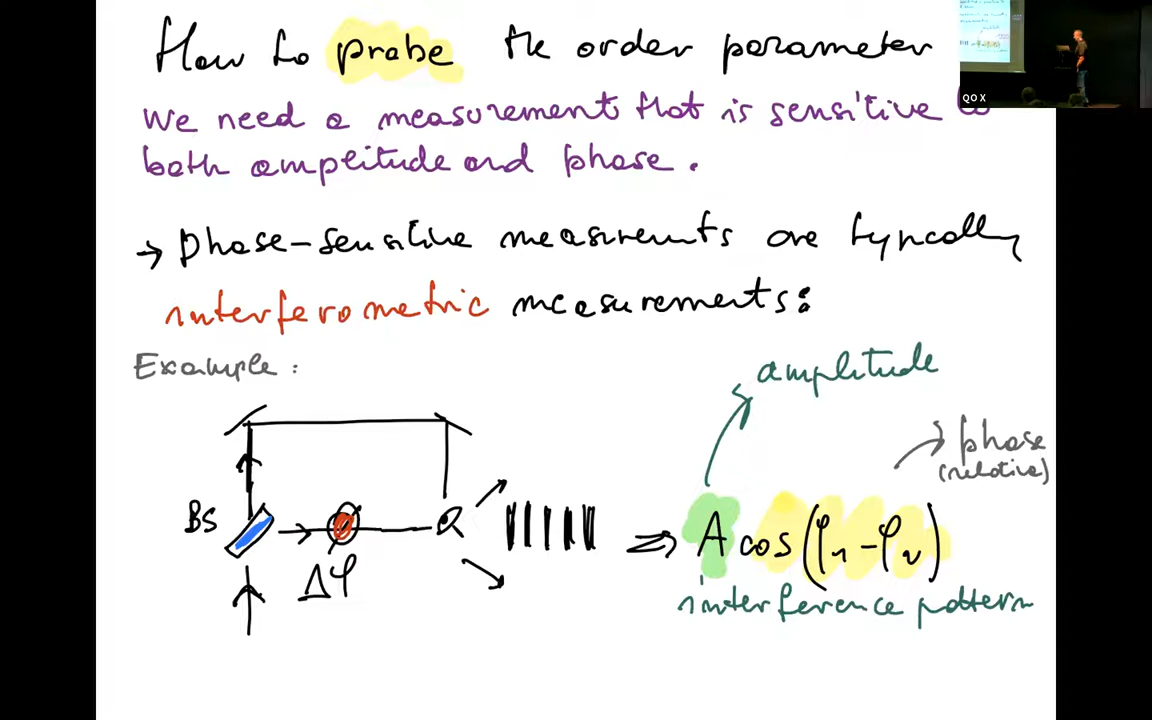 How to probe the order parameter
We need a measurement that is sensitive to
both amplitude and phase.
→ phase-sensitive measurements are typically
interferometric measurements:
Example:
amplitude
phase
(relative)
BS
Δφ
⇒ A cos(φ₁-φ₂)
interference pattern
QO X